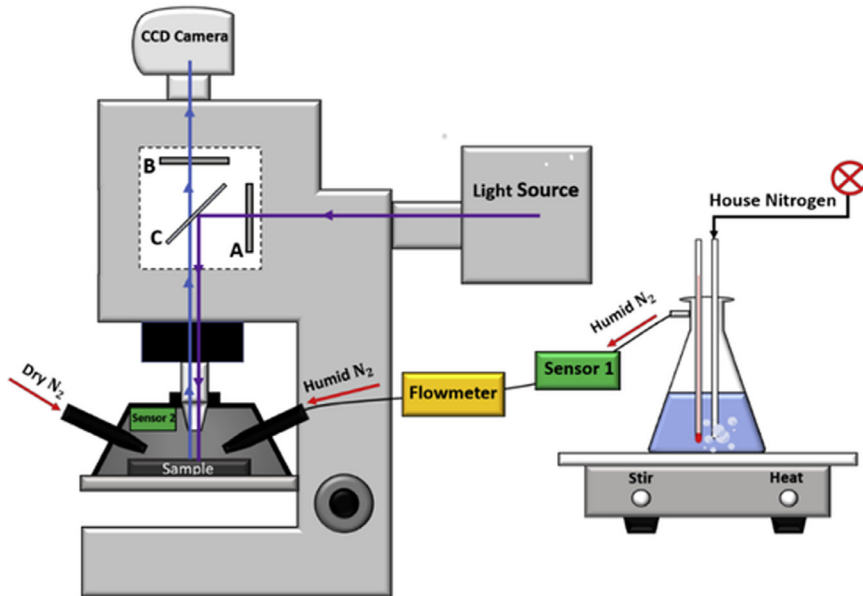 CCD Camera
B
C
A
Light Source
House Nitrogen
Humid N₂
Sensor 1
Flowmeter
Humid N₂
Dry N₂
Sensor 2
Sample
Stir
Heat